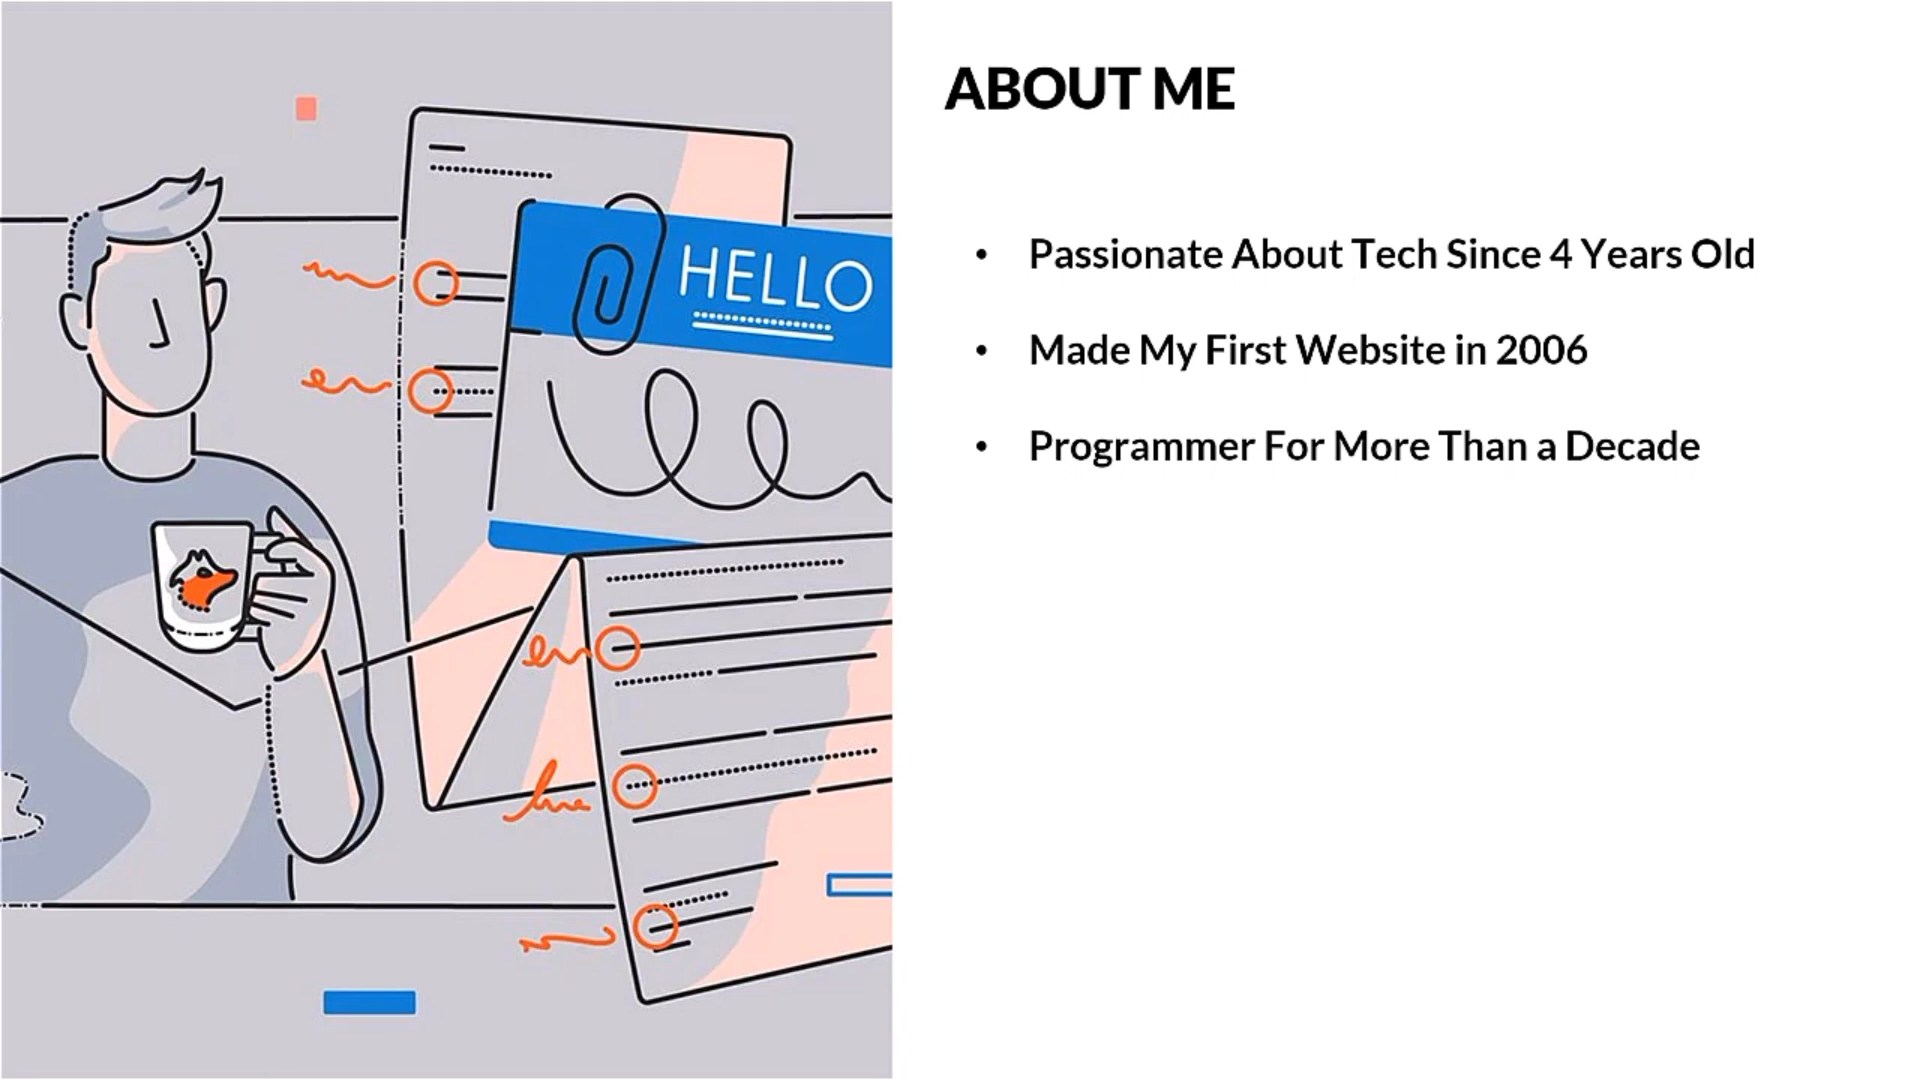 ABOUT ME
HELLO
Passionate About Tech Since 4 Years Old
Made My First Website in 2006
Programmer For More Than a Decade